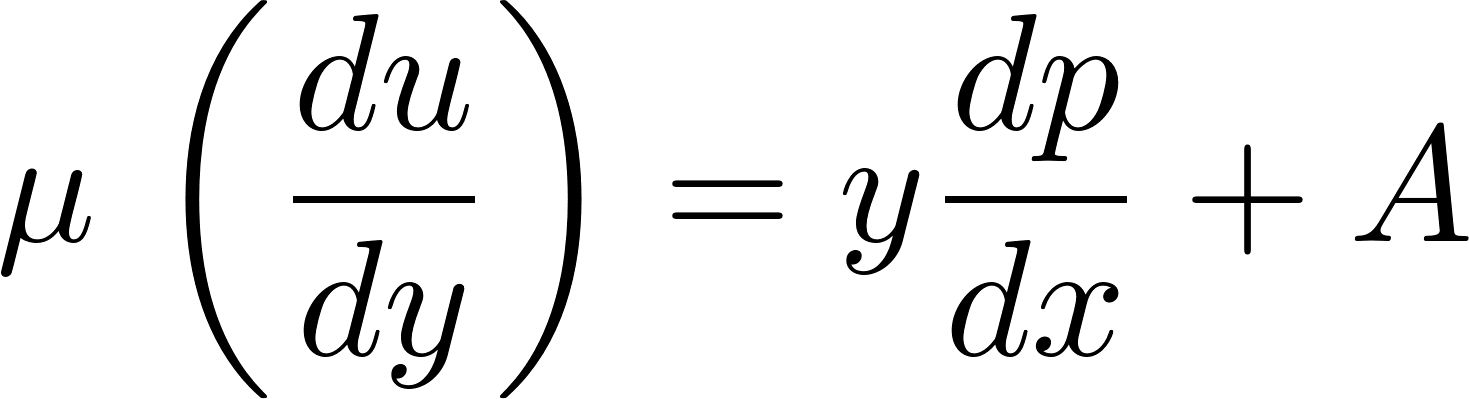 μ (du/dy) = y dp/dx + A